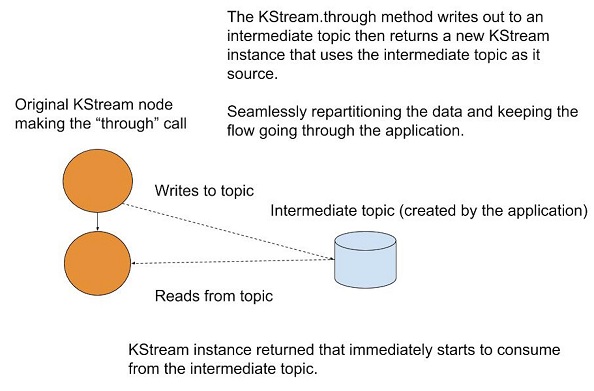 The KStream.through method writes out to an
intermediate topic then returns a new KStream
instance that uses the intermediate topic as it
source.
Seamlessly repartitioning the data and keeping the
flow going through the application.
Original KStream node
making the “through” call
Writes to topic
Intermediate topic (created by the application)
Reads from topic
KStream instance returned that immediately starts to consume
from the intermediate topic.